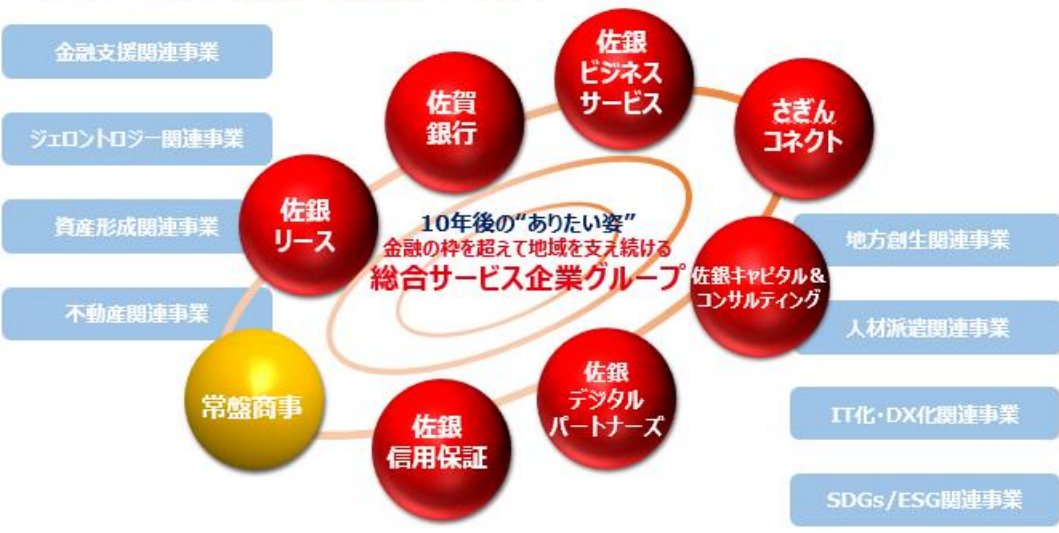 金融支援関連事業
ジェロントロジー関連事業
資産形成関連事業
不動産関連事業
佐銀
リース
佐賀
銀行
佐銀
ビジネス
サービス
さぎん
コネクト
10年後の“ありたい姿”
金融の枠を超えて地域を支え続ける
総合サービス企業グループ
佐銀キャピタル&
コンサルティング
佐銀
デジタル
パートナーズ
佐銀
信用保証
常盤商事
地方創生関連事業
人材派遣関連事業
IT化・DX化関連事業
SDGs/ESG関連事業